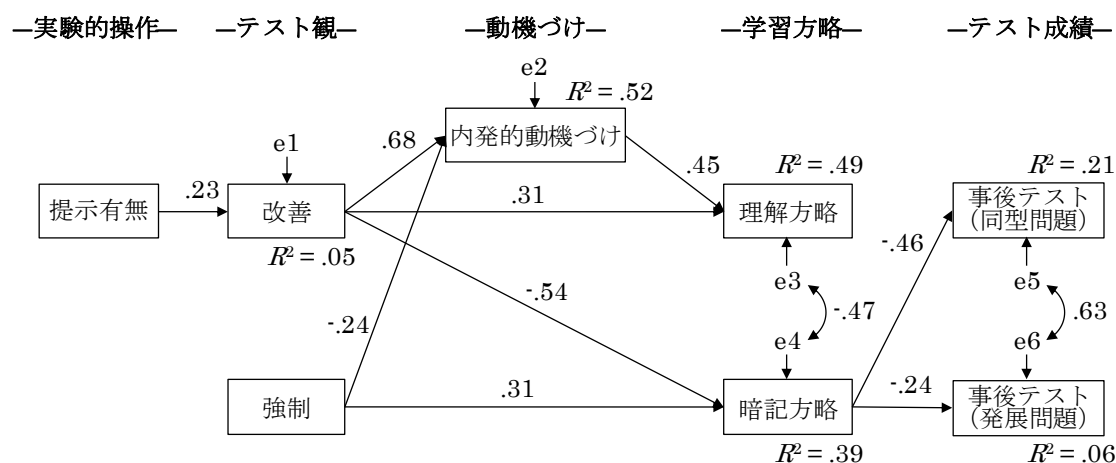 ―実験的操作― ―テスト観― ―動機づけ― ―学習方略― ―テスト成績―
e2
R² = .52
内発的動機づけ
e1
.68
.45
R² = .49
R² = .21
提示有無
.23
改善
.31
理解方略
事後テスト
(同型問題)
R² = .05
-.46
e3
e5
-.54
-.24
-.47
.63
e4
e6
強制
.31
暗記方略
-.24
事後テスト
(発展問題)
R² = .39
R² = .06